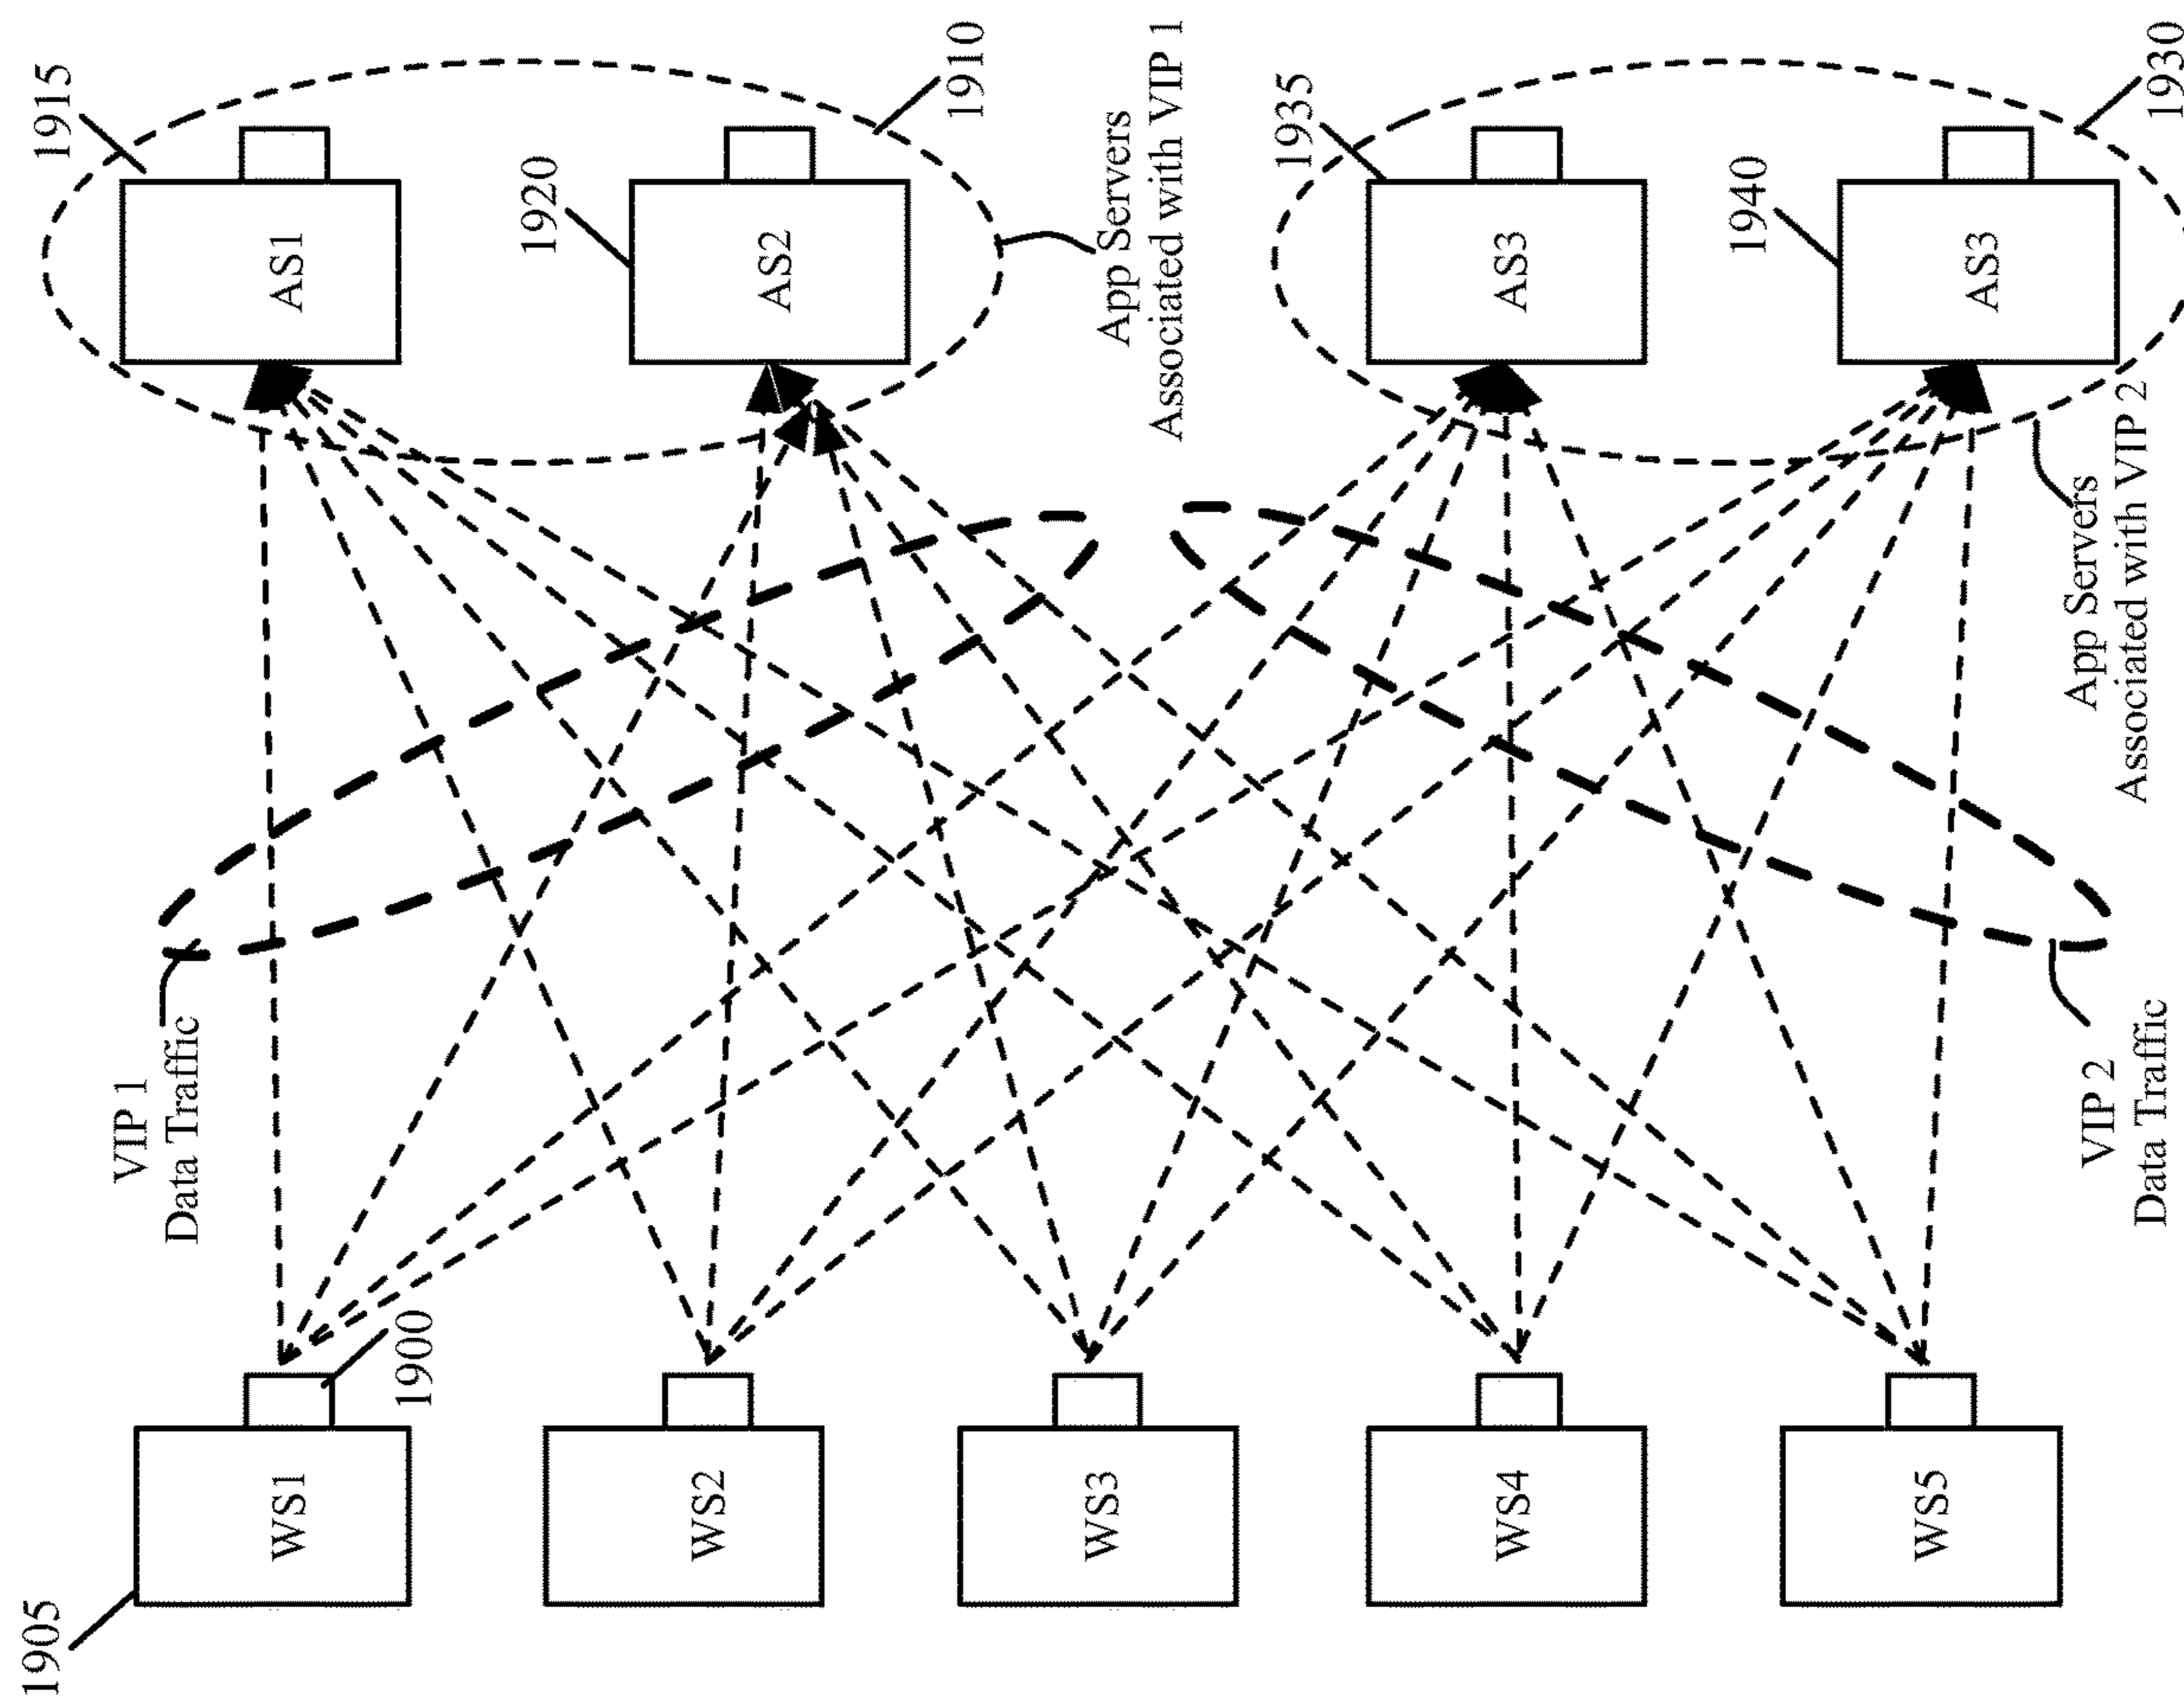 1905
WS1
1900
WS2
WS3
WS4
WS5
VIP 1
Data Traffic
VIP 2
Data Traffic
1915
AS1
1920
AS2
1910
App Servers
Associated with VIP 1
1935
AS3
1940
AS3
1930
App Servers
Associated with VIP 2